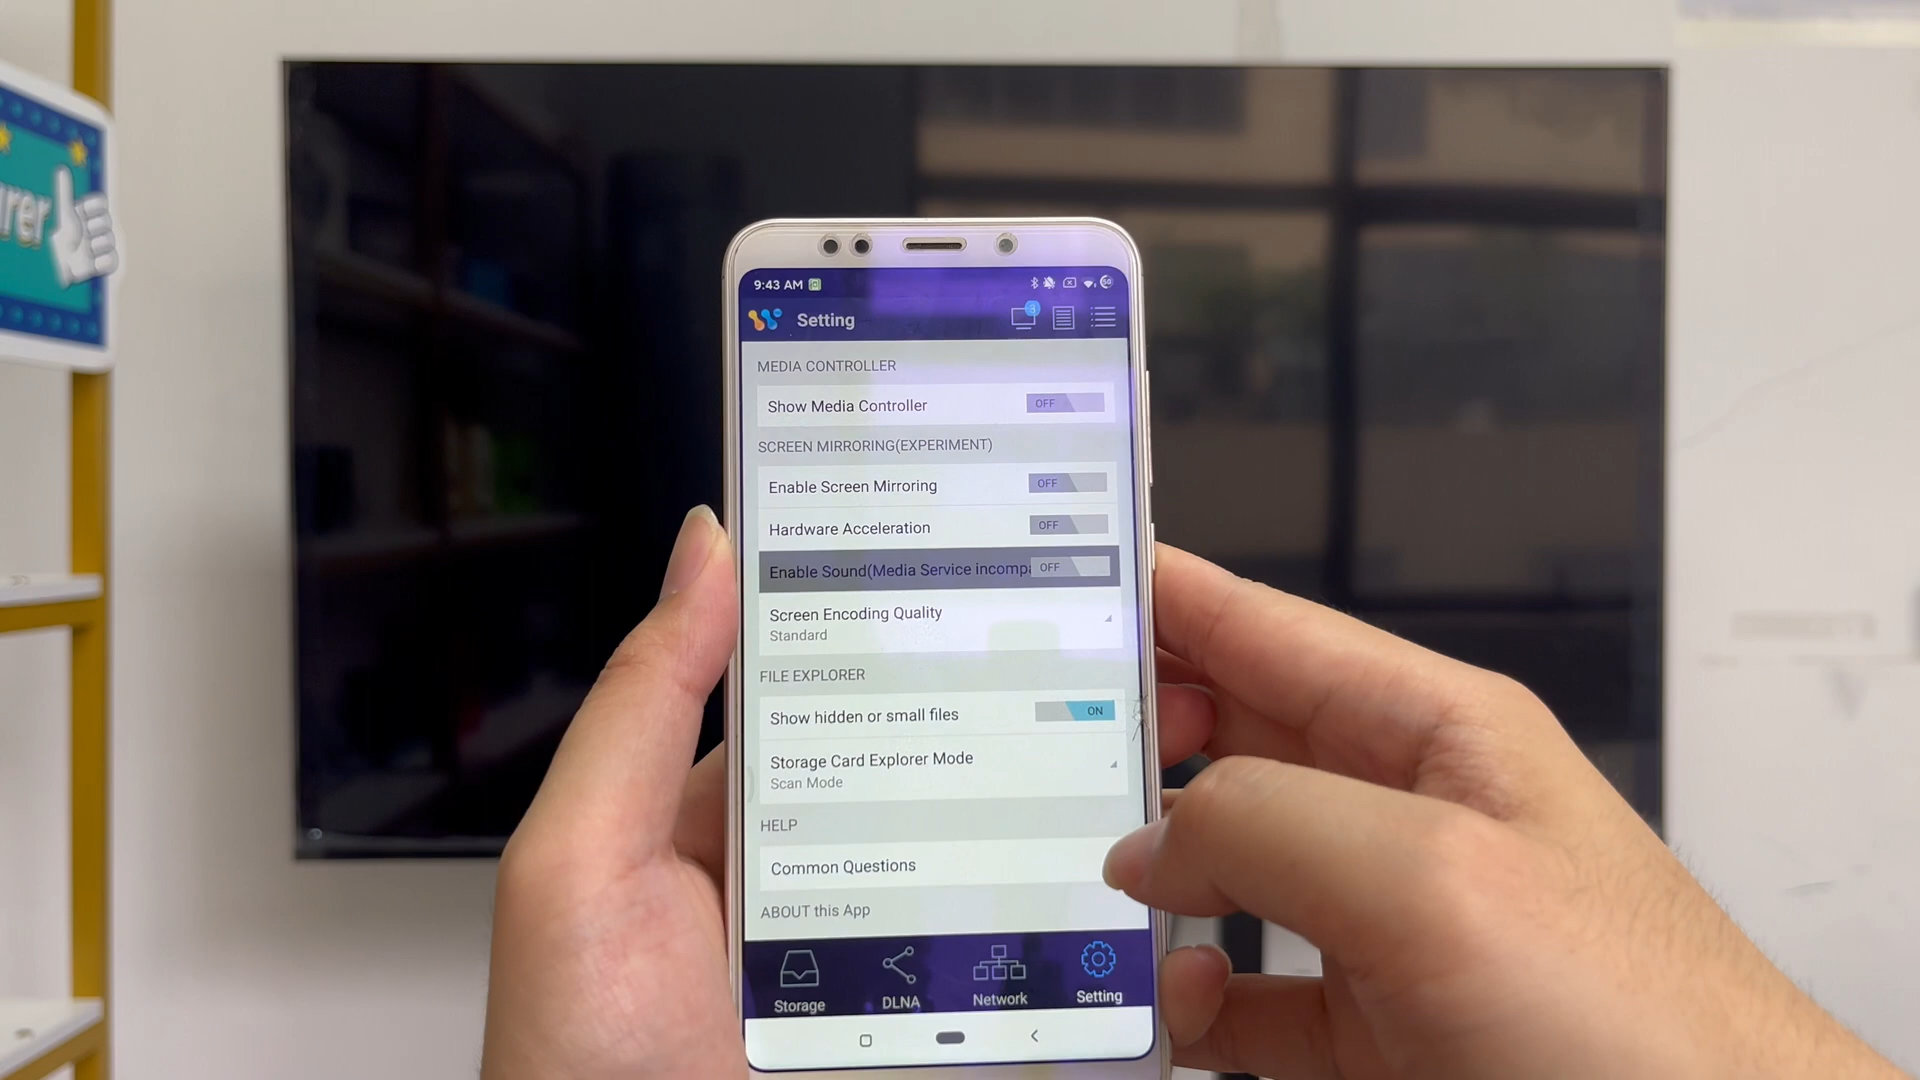 9:43 AM
Setting
3
MEDIA CONTROLLER
Show Media Controller
OFF
SCREEN MIRRORING(EXPERIMENT)
Enable Screen Mirroring
OFF
Hardware Acceleration
OFF
Enable Sound(Media Service incompa
OFF
Screen Encoding Quality
Standard
FILE EXPLORER
Show hidden or small files
ON
Storage Card Explorer Mode
Scan Mode
HELP
Common Questions
ABOUT this App
Storage
DLNA
Network
Setting